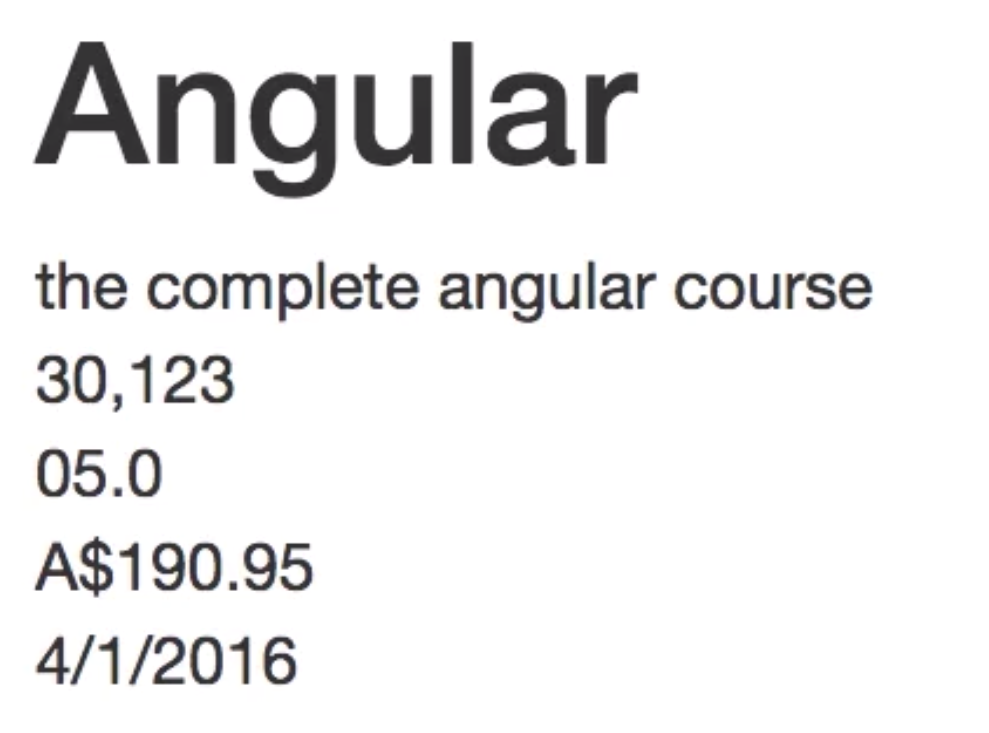 Angular
the complete angular course
30,123
05.0
A$190.95
4/1/2016